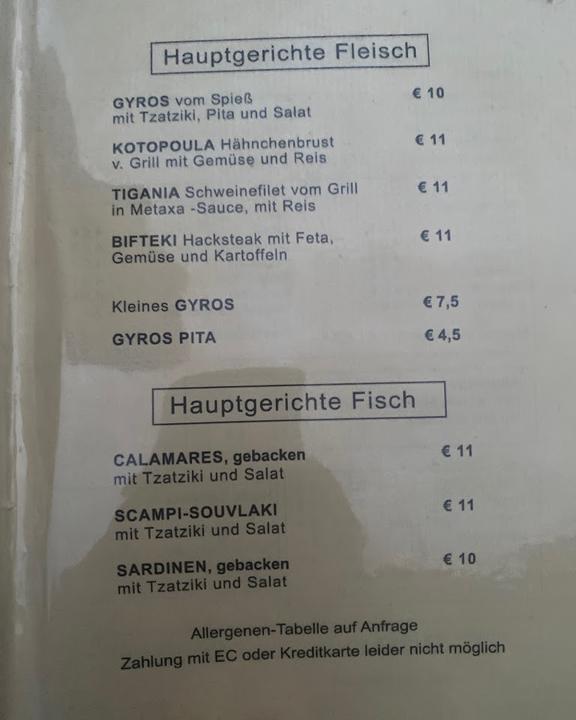 Hauptgerichte Fleisch
GYROS vom Spieß € 10
mit Tzatziki, Pita und Salat
KOTOPOULA Hähnchenbrust € 11
v. Grill mit Gemüse und Reis
TIGANIA Schweinefilet vom Grill € 11
in Metaxa -Sauce, mit Reis
BIFTEKI Hacksteak mit Feta, € 11
Gemüse und Kartoffeln
Kleines GYROS € 7,5
GYROS PITA € 4,5
Hauptgerichte Fisch
CALAMARES, gebacken € 11
mit Tzatziki und Salat
SCAMPI-SOUVLAKI € 11
mit Tzatziki und Salat
SARDINEN, gebacken € 10
mit Tzatziki und Salat
Allergenen-Tabelle auf Anfrage
Zahlung mit EC oder Kreditkarte leider nicht möglich